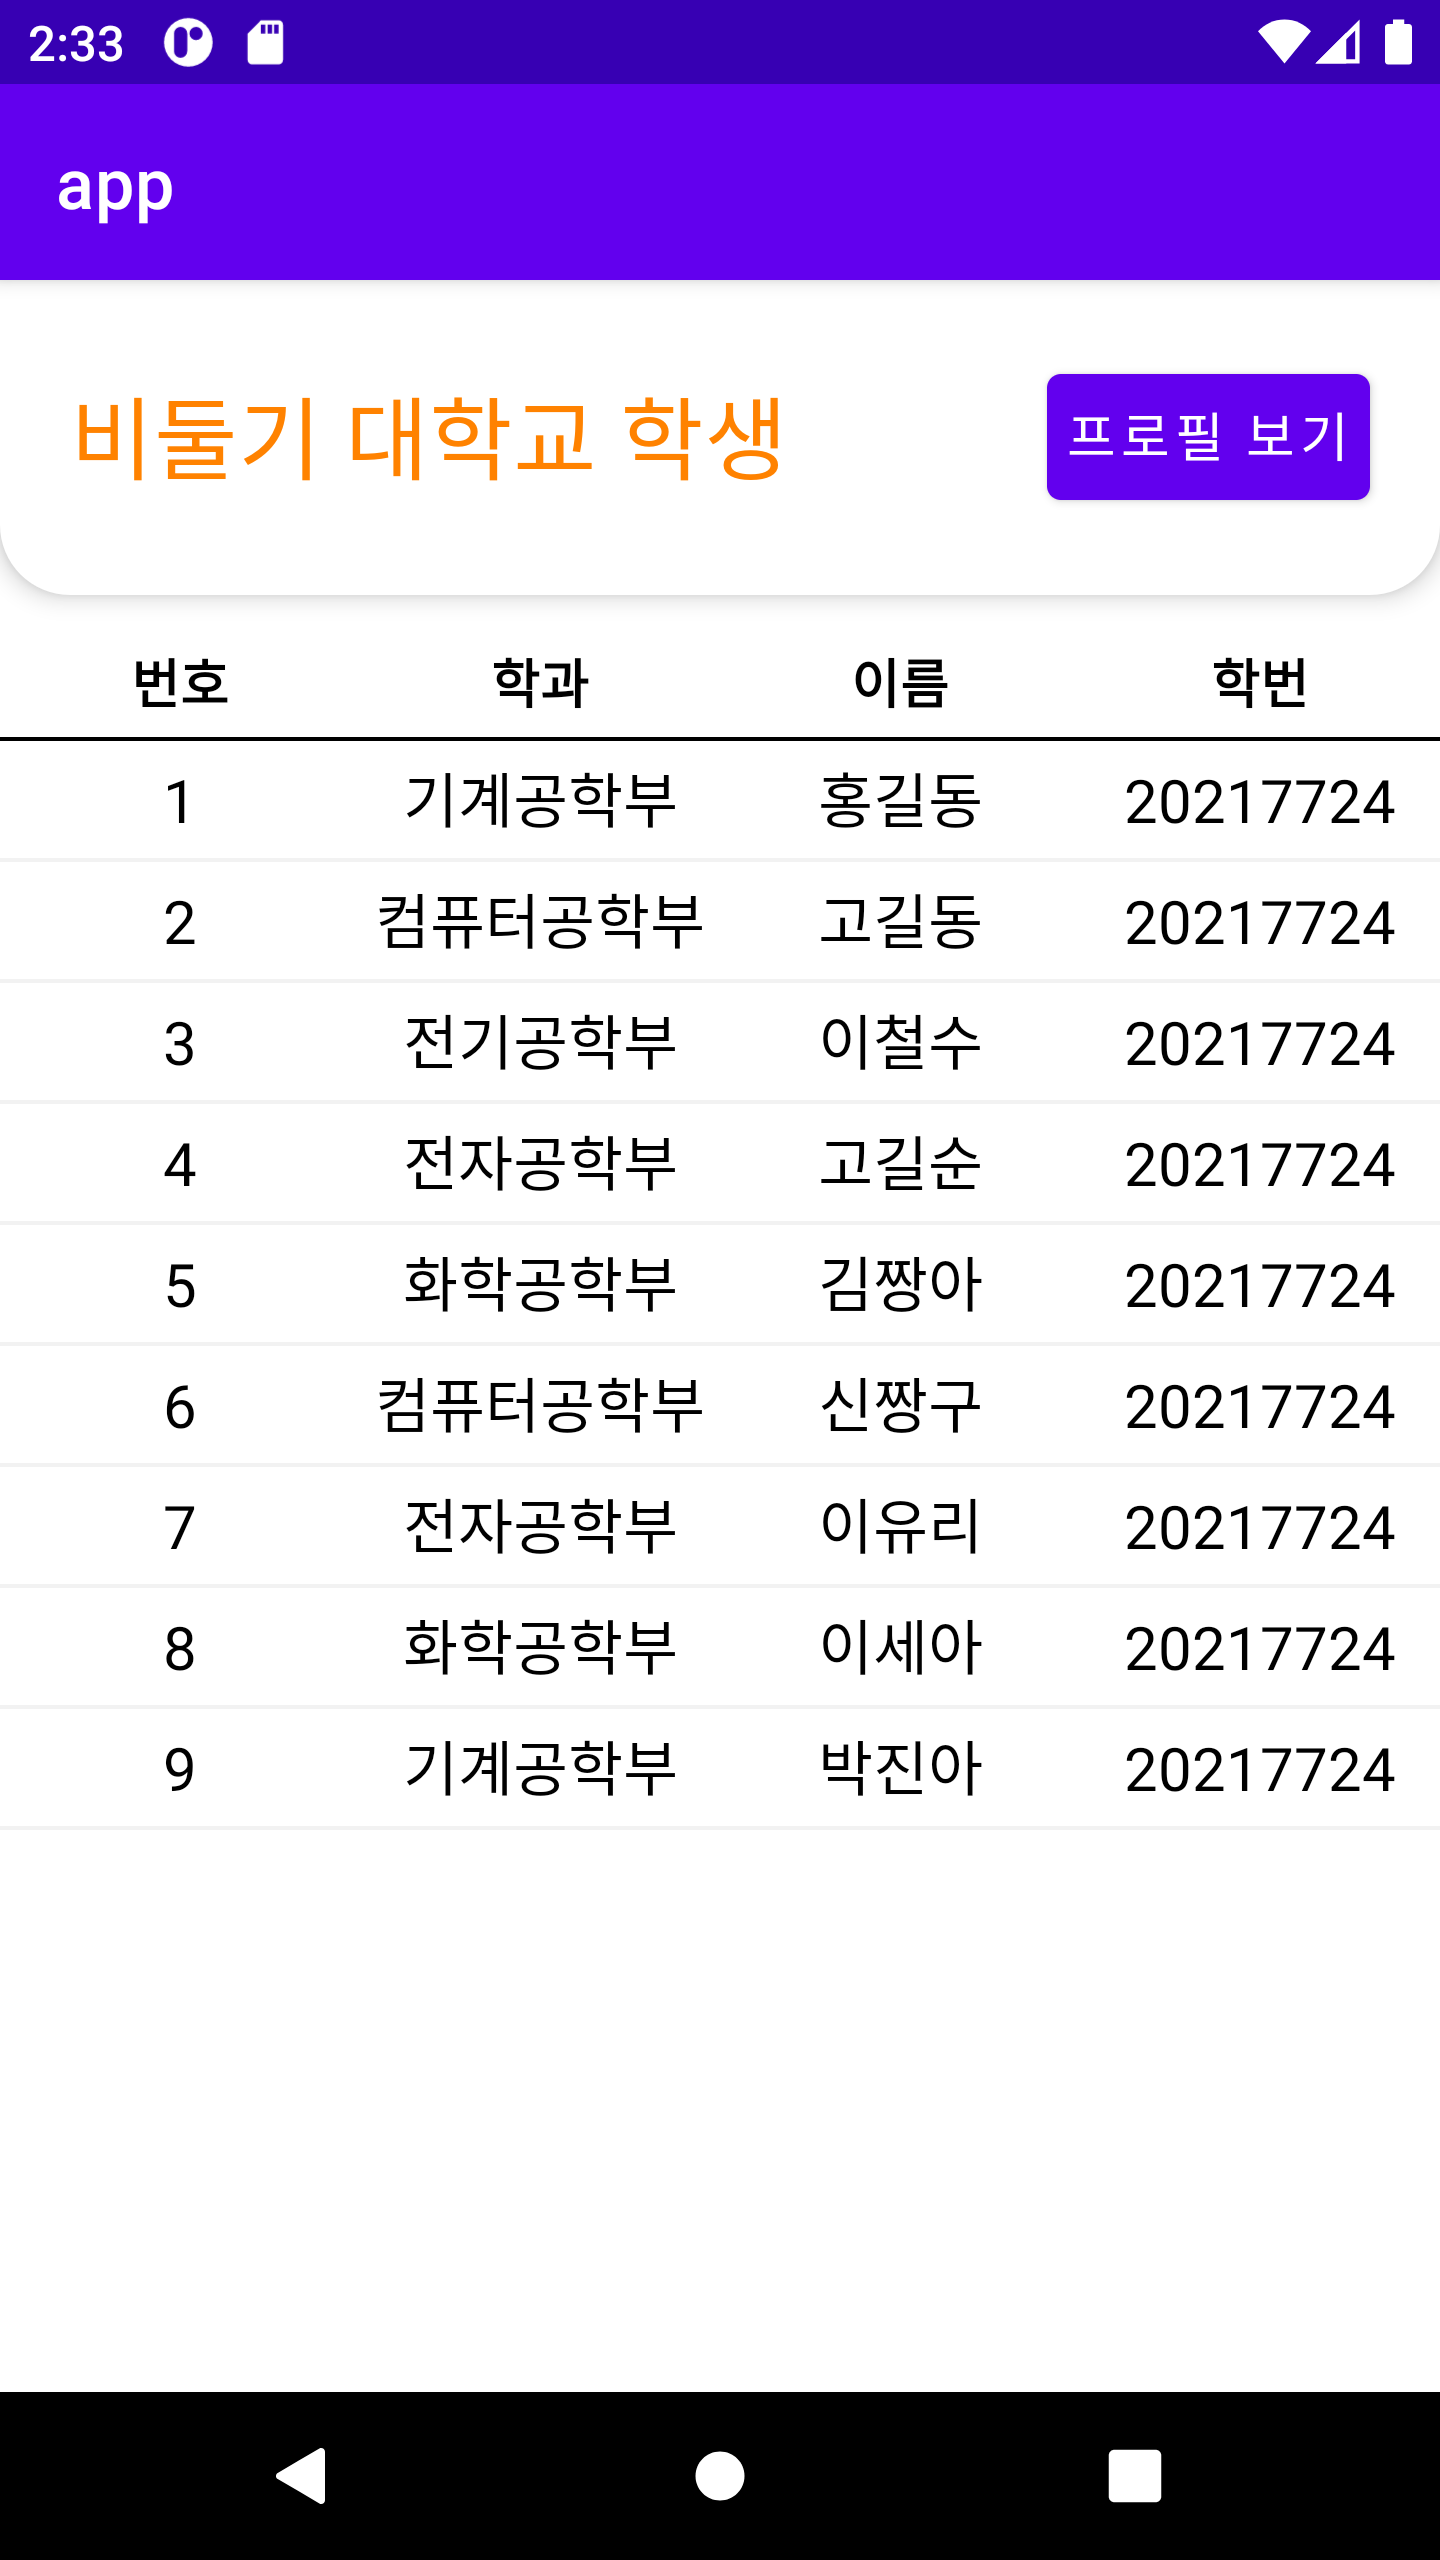 2:33
app
비둘기 대학교 학생 프로필 보기
번호 학과 이름 학번
1 기계공학부 홍길동 20217724
2 컴퓨터공학부 고길동 20217724
3 전기공학부 이철수 20217724
4 전자공학부 고길순 20217724
5 화학공학부 김짱아 20217724
6 컴퓨터공학부 신짱구 20217724
7 전자공학부 이유리 20217724
8 화학공학부 이세아 20217724
9 기계공학부 박진아 20217724